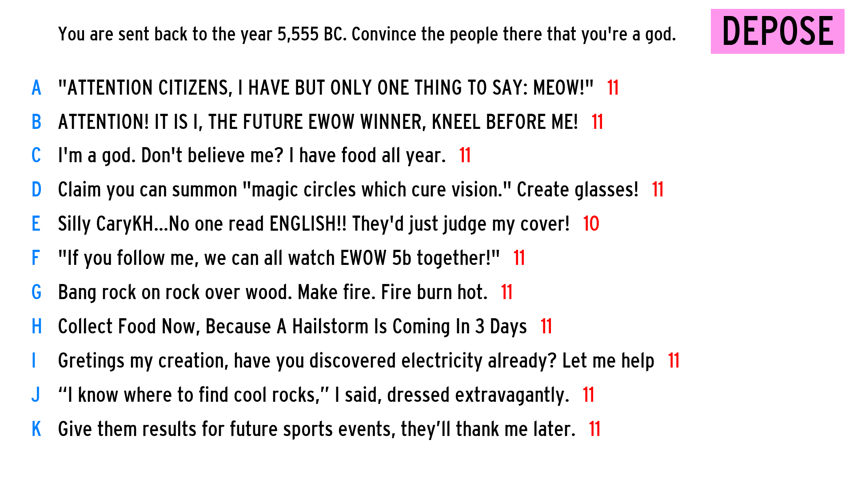 You are sent back to the year 5,555 BC. Convince the people there that you're a god.
DEPOSE
A "ATTENTION CITIZENS, I HAVE BUT ONLY ONE THING TO SAY: MEOW!" 11
B ATTENTION! IT IS I, THE FUTURE EWOW WINNER, KNEEL BEFORE ME! 11
C I'm a god. Don't believe me? I have food all year. 11
D Claim you can summon "magic circles which cure vision." Create glasses! 11
E Silly CaryKH...No one read ENGLISH!! They'd just judge my cover! 10
F "If you follow me, we can all watch EWOW 5b together!" 11
G Bang rock on rock over wood. Make fire. Fire burn hot. 11
H Collect Food Now, Because A Hailstorm Is Coming In 3 Days 11
I Gretings my creation, have you discovered electricity already? Let me help 11
J “I know where to find cool rocks,” I said, dressed extravagantly. 11
K Give them results for future sports events, they’ll thank me later. 11